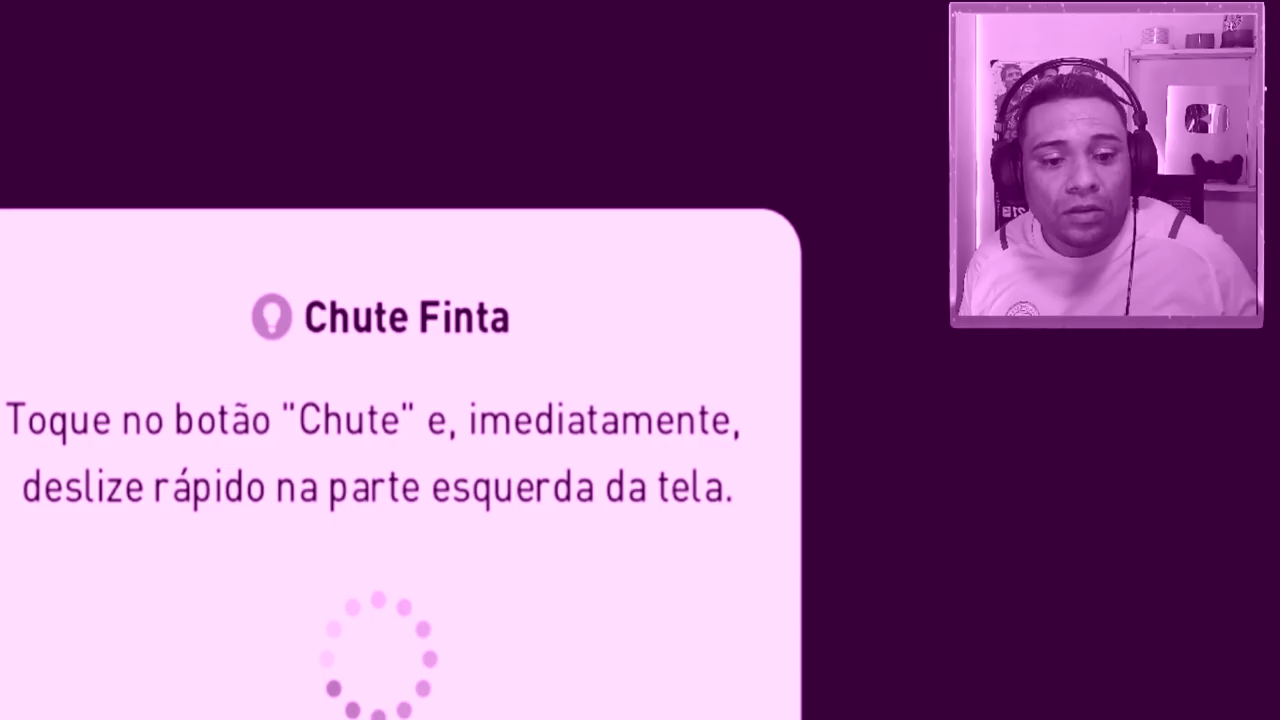 Chute Finta
Toque no botão "Chute" e, imediatamente,
deslize rápido na parte esquerda da tela.